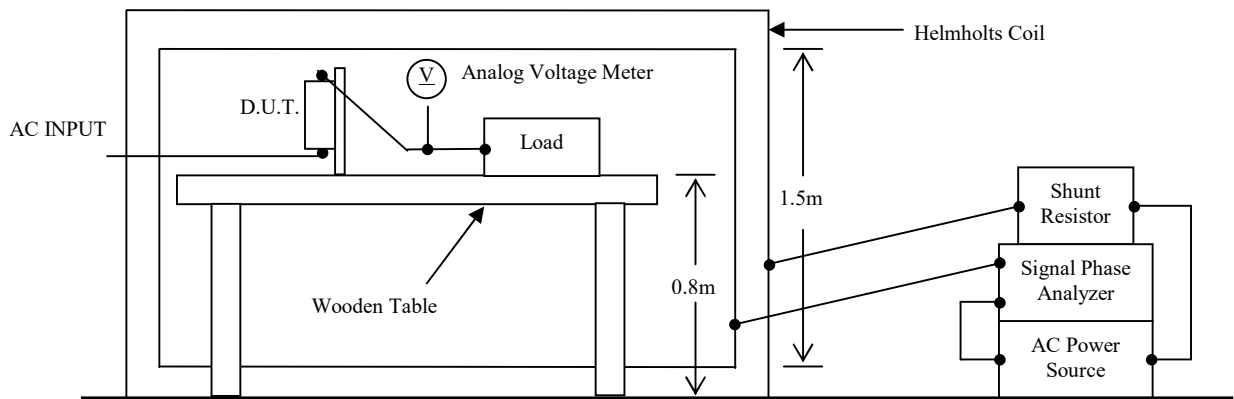 Helmholts Coil
V
Analog Voltage Meter
D.U.T.
AC INPUT
Load
1.5m
Shunt
Resistor
Signal Phase
Analyzer
0.8m
Wooden Table
AC Power
Source